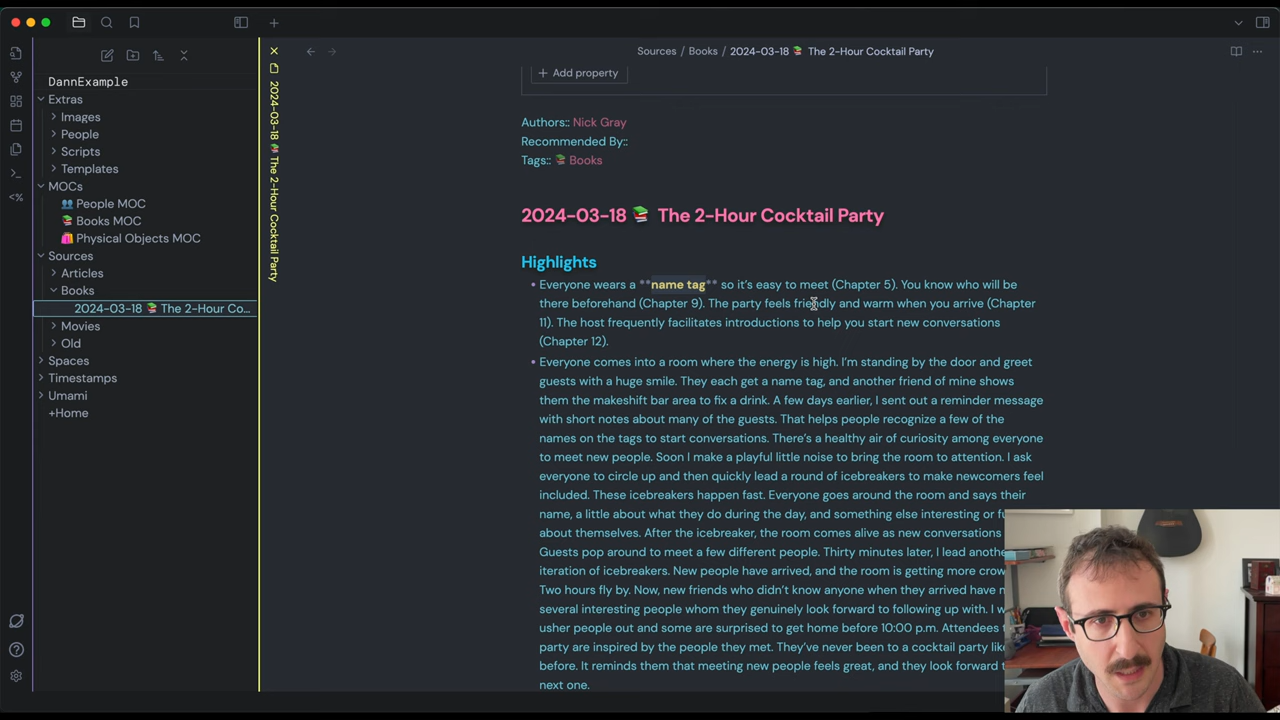 Sources / Books / 2024-03-18 📚 The 2-Hour Cocktail Party
DannExample
Extras
Images
People
Scripts
Templates
MOCs
👥 People MOC
📚 Books MOC
🛍️ Physical Objects MOC
Sources
Articles
Books
2024-03-18 📚 The 2-Hour Co...
Movies
Old
Spaces
Timestamps
Umami
+Home
2024-03-18 📚 The 2-Hour Cocktail Party
+ Add property
Authors:: Nick Gray
Recommended By::
Tags:: 📚 Books
2024-03-18 📚 The 2-Hour Cocktail Party
Highlights
• Everyone wears a **name tag** so it's easy to meet (Chapter 5). You know who will be
there beforehand (Chapter 9). The party feels friendly and warm when you arrive (Chapter
11). The host frequently facilitates introductions to help you start new conversations
(Chapter 12).
• Everyone comes into a room where the energy is high. I'm standing by the door and greet
guests with a huge smile. They each get a name tag, and another friend of mine shows
them the makeshift bar area to fix a drink. A few days earlier, I sent out a reminder message
with short notes about many of the guests. That helps people recognize a few of the
names on the tags to start conversations. There's a healthy air of curiosity among everyone
to meet new people. Soon I make a playful little noise to bring the room to attention. I ask
everyone to circle up and then quickly lead a round of icebreakers to make newcomers feel
included. These icebreakers happen fast. Everyone goes around the room and says their
name, a little about what they do during the day, and something else interesting or
about themselves. After the icebreaker, the room comes alive as new conversations
Guests pop around to meet a few different people. Thirty minutes later, I lead
iteration of icebreakers. New people have arrived, and the room is getting more
Two hours fly by. Now, new friends who didn't know anyone when they arrived have
several interesting people whom they genuinely look forward to following up with. I
usher people out and some are surprised to get home before 10:00 p.m. Attendees
party are inspired by the people they met. They've never been to a cocktail party
before. It reminds them that meeting new people feels great, and they look forward
next one.